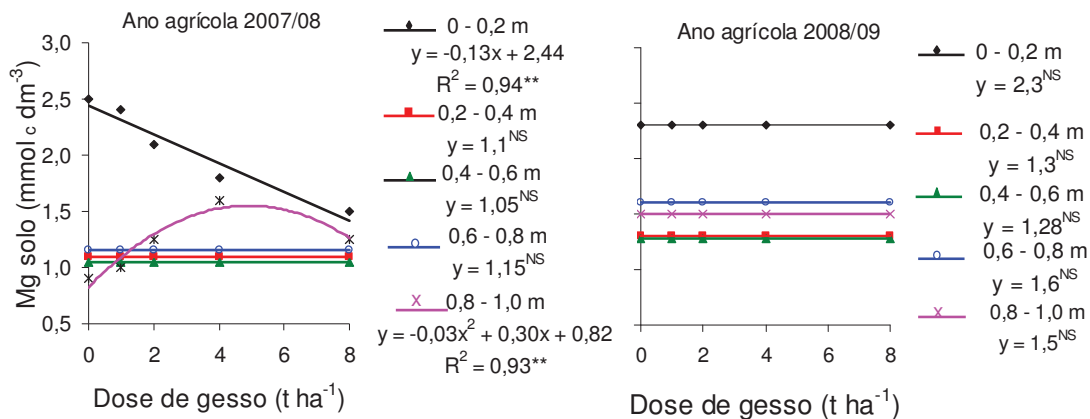 Ano agrícola 2007/08
Mg solo (mmol c dm-3)
3,0
2,5
2,0
1,5
1,0
0,5
0 2 4 6 8
Dose de gesso (t ha-1)
0 - 0,2 m
y = -0,13x + 2,44
R2 = 0,94**
0,2 - 0,4 m
y = 1,1NS
0,4 - 0,6 m
y = 1,05NS
0,6 - 0,8 m
y = 1,15NS
0,8 - 1,0 m
y = -0,03x2 + 0,30x + 0,82
R2 = 0,93**
Ano agrícola 2008/09
0 2 4 6 8
Dose de gesso (t ha-1)
0 - 0,2 m
y = 2,3NS
0,2 - 0,4 m
y = 1,3NS
0,4 - 0,6 m
y = 1,28NS
0,6 - 0,8 m
y = 1,6NS
0,8 - 1,0 m
y = 1,5NS